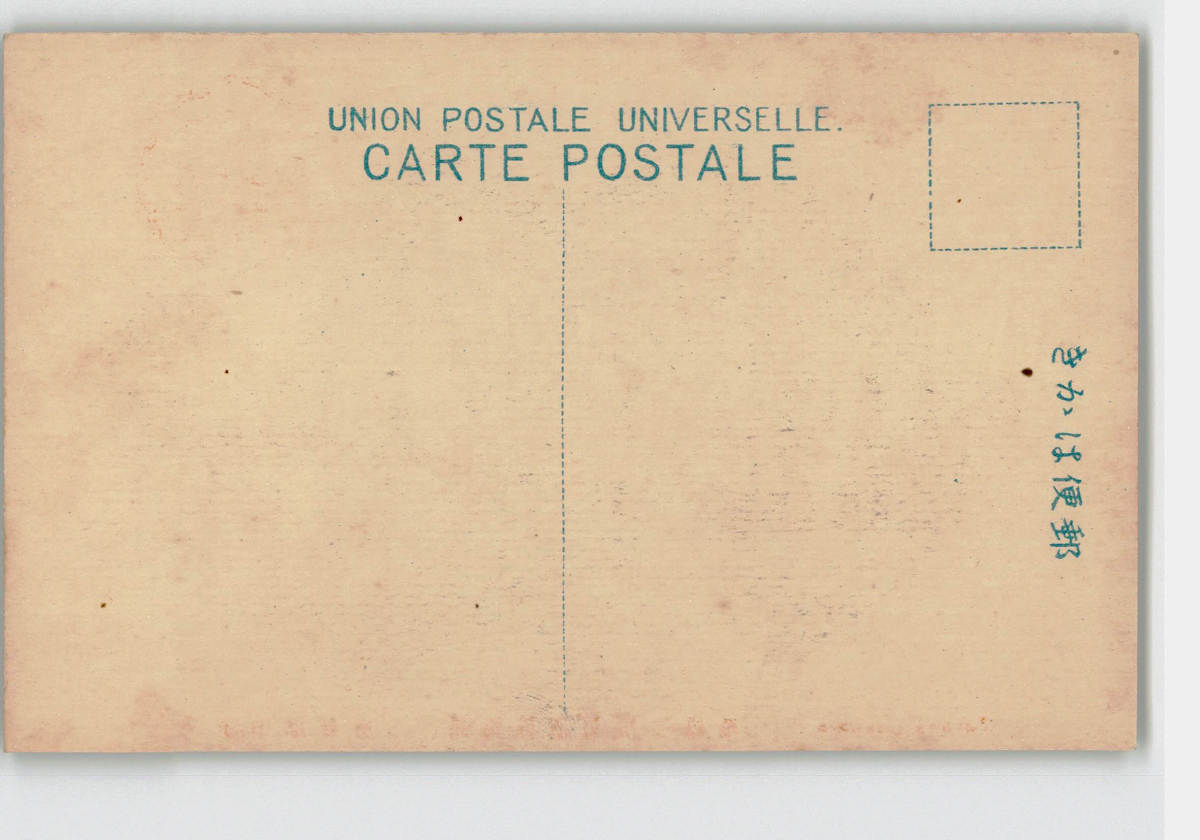 UNION POSTALE UNIVERSELLE.
CARTE POSTALE
郵便はかき